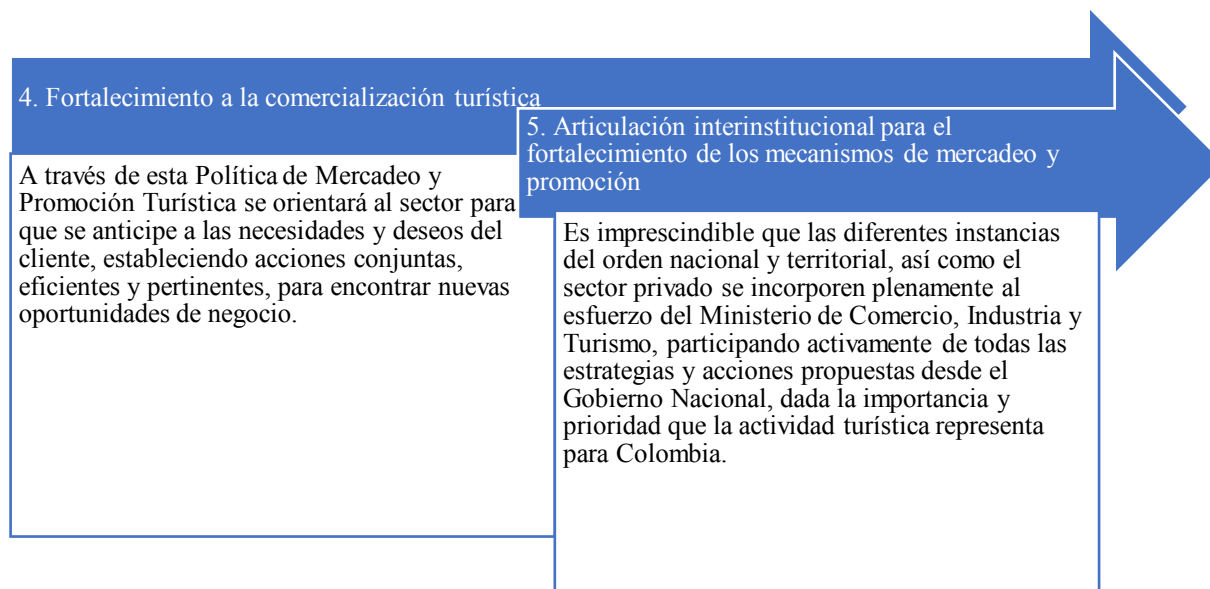 4. Fortalecimiento a la comercialización turística
A través de esta Política de Mercadeo y
Promoción Turística se orientará al sector para
que se anticipe a las necesidades y deseos del
cliente, estableciendo acciones conjuntas,
eficientes y pertinentes, para encontrar nuevas
oportunidades de negocio.
5. Articulación interinstitucional para el
fortalecimiento de los mecanismos de mercadeo y
promoción
Es imprescindible que las diferentes instancias
del orden nacional y territorial, así como el
sector privado se incorporen plenamente al
esfuerzo del Ministerio de Comercio, Industria y
Turismo, participando activamente de todas las
estrategias y acciones propuestas desde el
Gobierno Nacional, dada la importancia y
prioridad que la actividad turística representa
para Colombia.